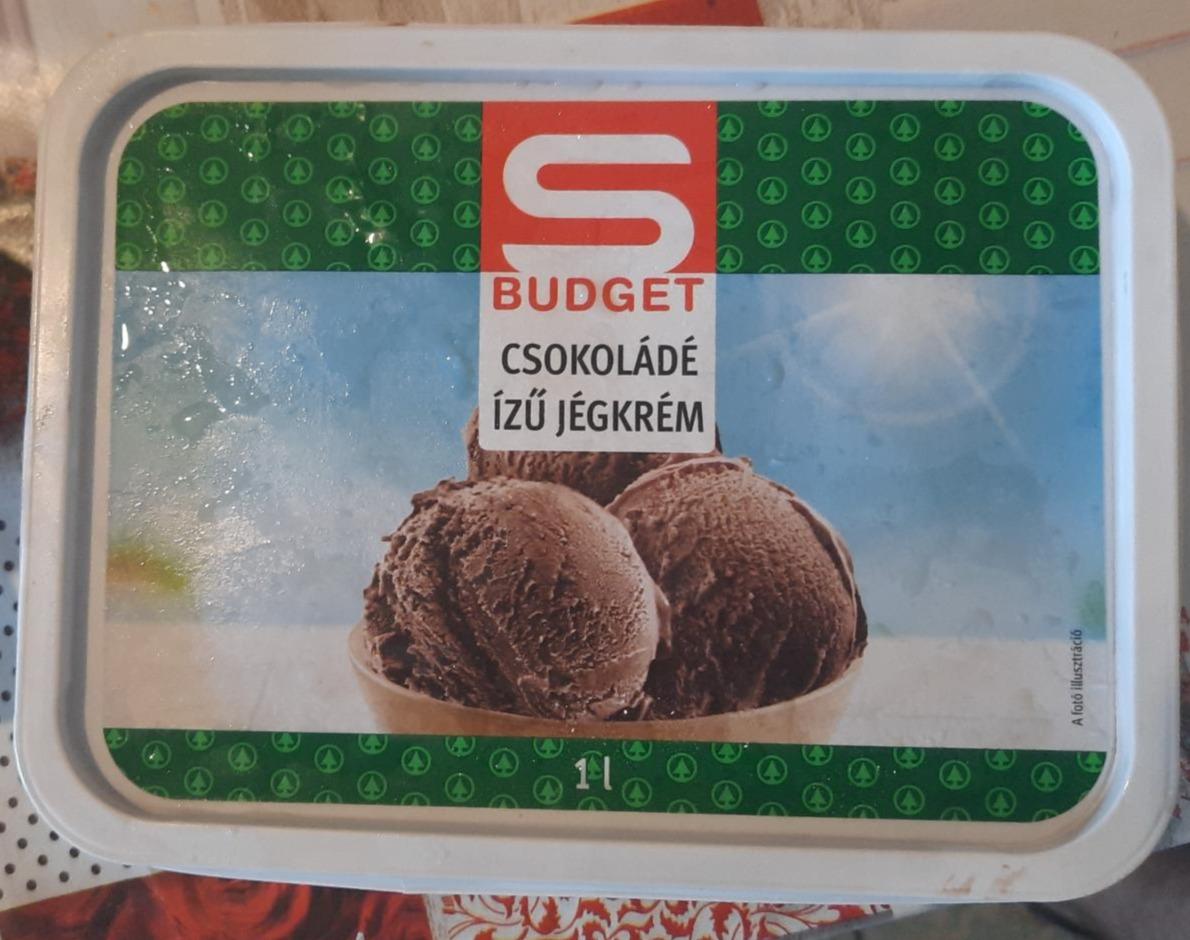 S
BUDGET
CSOKOLÁDÉ
ÍZŰ JÉGKRÉM
A fotó illusztráció
1 l